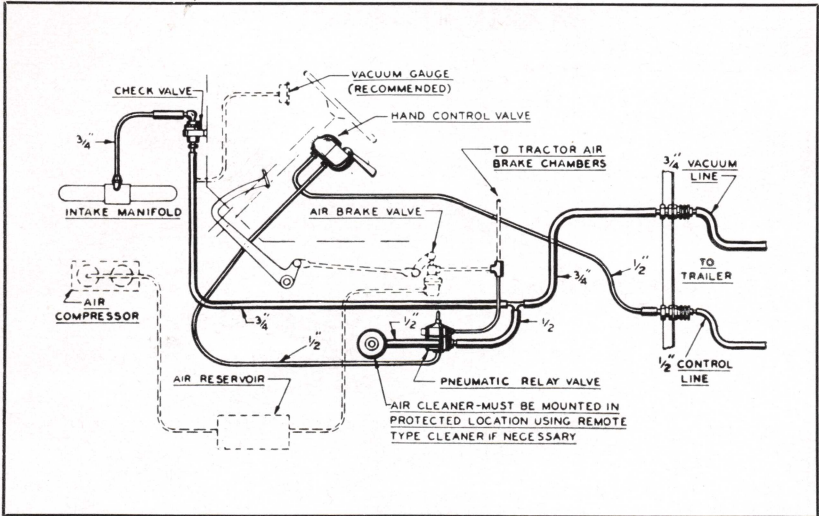 VACUUM GAUGE
(RECOMMENDED)
CHECK VALVE
HAND CONTROL VALVE
3/4"
TO TRACTOR AIR
BRAKE CHAMBERS
3/4" VACUUM
LINE
INTAKE MANIFOLD
AIR BRAKE VALVE
TO
TRAILER
1/2"
3/4"
AIR
COMPRESSOR
3/4"
1/2"
1/2
1/2"
1/2" CONTROL
LINE
AIR RESERVOIR
PNEUMATIC RELAY VALVE
AIR CLEANER-MUST BE MOUNTED IN
PROTECTED LOCATION USING REMOTE
TYPE CLEANER IF NECESSARY